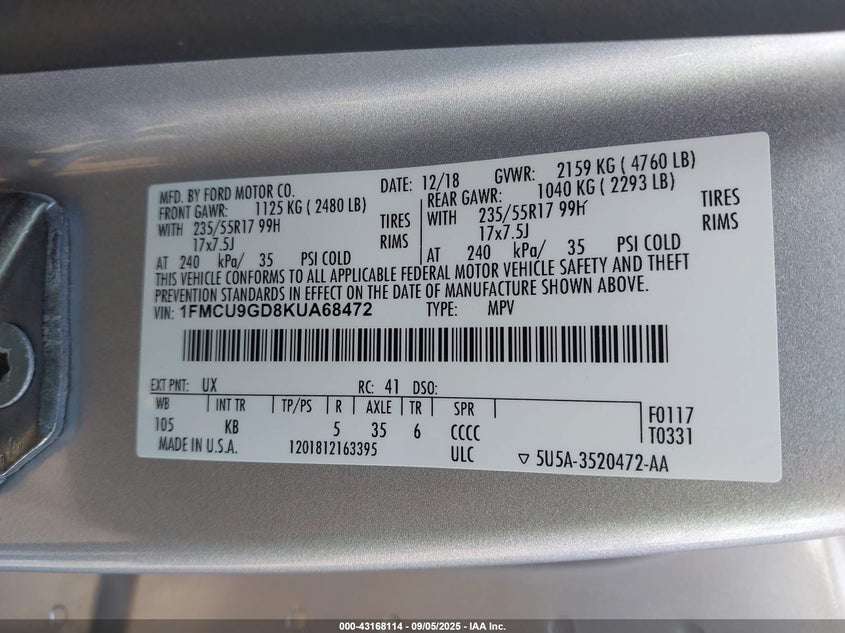 MFD. BY FORD MOTOR CO. DATE: 12/18 GVWR: 2159 KG ( 4760 LB)
FRONT GAWR: 1125 KG ( 2480 LB) REAR GAWR: 1040 KG ( 2293 LB)
WITH 235/55R17 99H TIRES WITH 235/55R17 99H TIRES
17x7.5J RIMS 17x7.5J RIMS
AT 240 kPa/ 35 PSI COLD AT 240 kPa/ 35 PSI COLD
THIS VEHICLE CONFORMS TO ALL APPLICABLE FEDERAL MOTOR VEHICLE SAFETY AND THEFT
PREVENTION STANDARDS IN EFFECT ON THE DATE OF MANUFACTURE SHOWN ABOVE.
VIN: 1FMCU9GD8KUA68472 TYPE: MPV
EXT PNT: UX RC: 41 DSO:
WB INT TR TP/PS R AXLE TR SPR F0117
105 KB 5 35 6 CCCC T0331
MADE IN U.S.A. 1201812163395 ULC ▽ 5U5A-3520472-AA
000-43168114 - 09/05/2025 - IAA Inc.